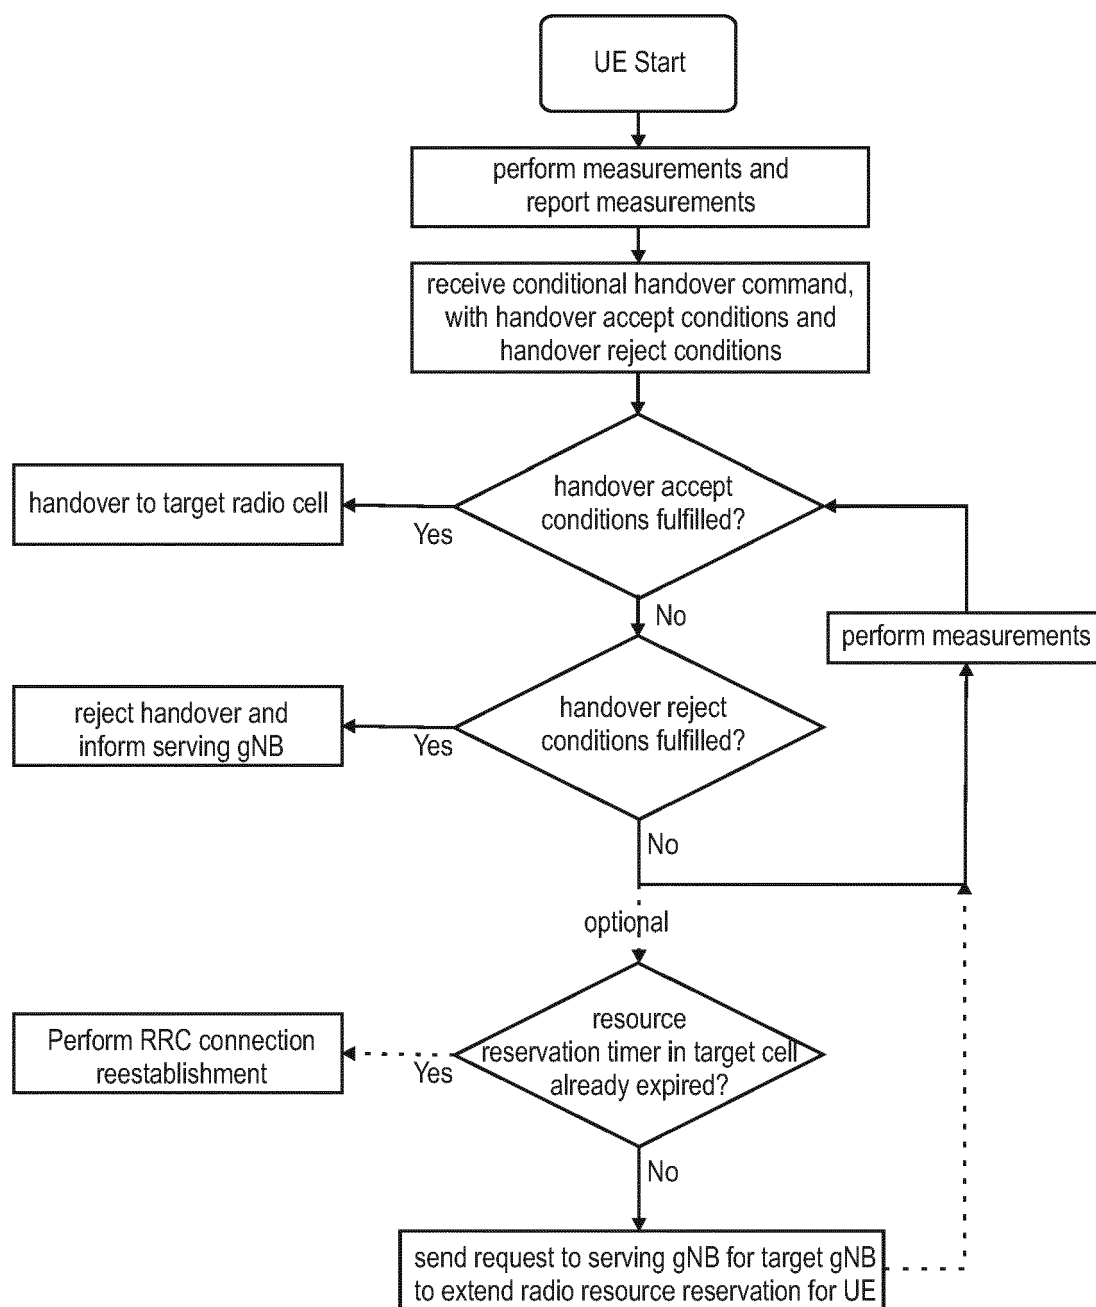 UE Start
perform measurements and
report measurements
receive conditional handover command,
with handover accept conditions and
handover reject conditions
handover accept
conditions fulfilled?
handover to target radio cell
Yes
No
perform measurements
handover reject
conditions fulfilled?
reject handover and
inform serving gNB
Yes
No
optional
resource
reservation timer in target cell
already expired?
Perform RRC connection
reestablishment
Yes
No
send request to serving gNB for target gNB
to extend radio resource reservation for UE